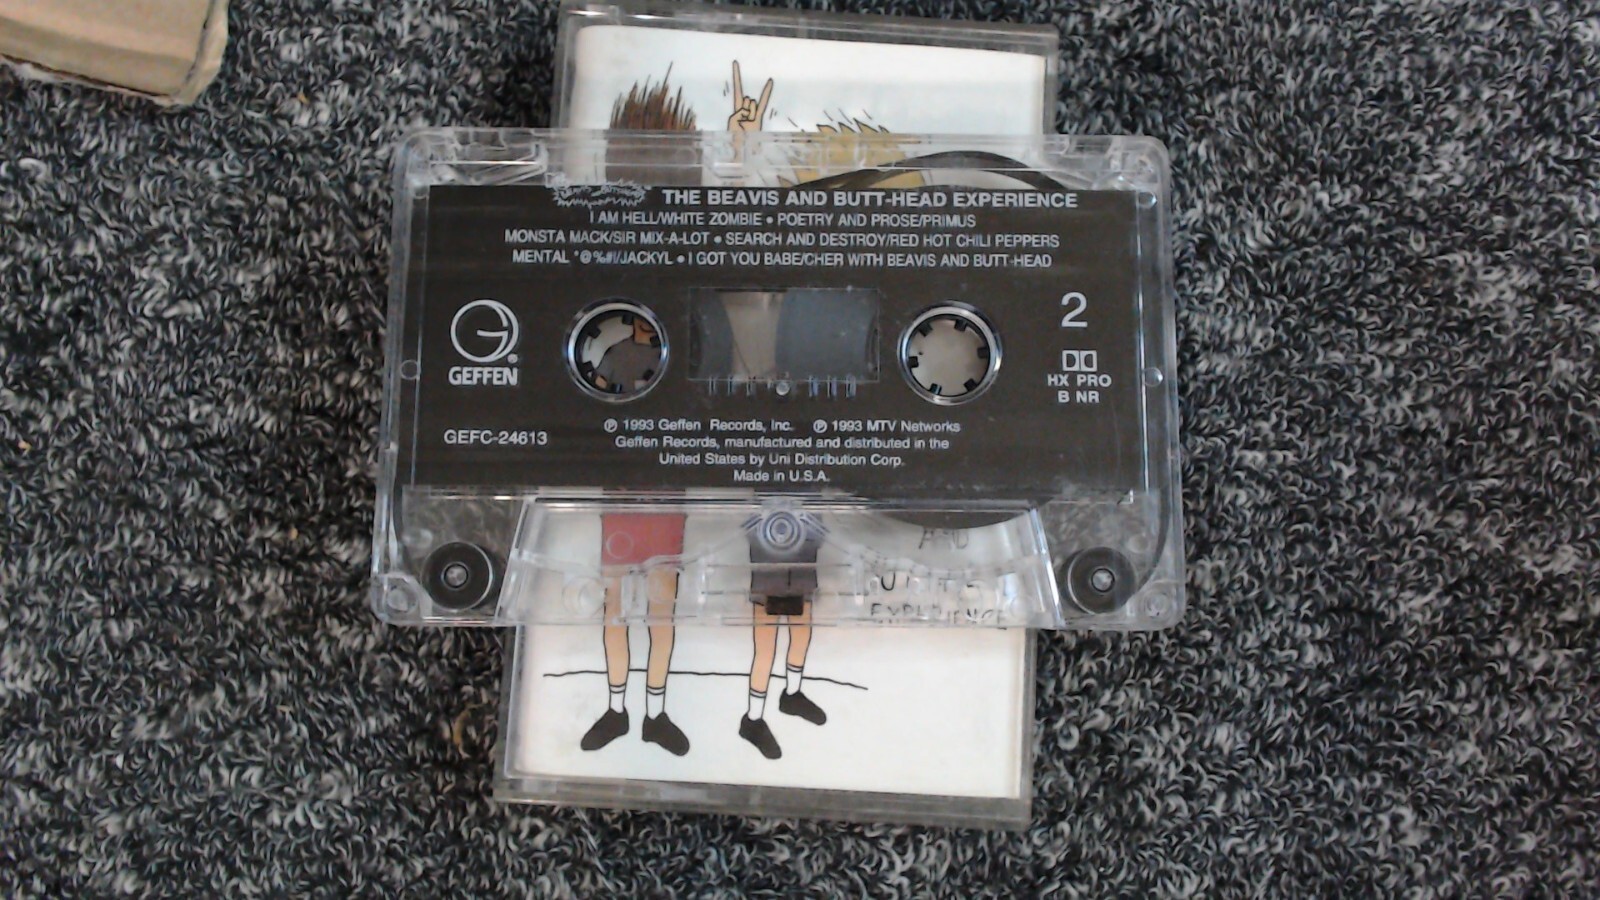 THE BEAVIS AND BUTT-HEAD EXPERIENCE
I AM HELL/WHITE ZOMBIE • POETRY AND PROSE/PRIMUS
MONSTA MACK/SIR MIX-A-LOT • SEARCH AND DESTROY/RED HOT CHILI PEPPERS
MENTAL *@%#!/JACKYL • I GOT YOU BABE/CHER WITH BEAVIS AND BUTT-HEAD
2
GEFFEN®
HX PRO
B NR
GEFC-24613
℗ 1993 Geffen Records, Inc. ℗ 1993 MTV Networks
Geffen Records, manufactured and distributed in the
United States by Uni Distribution Corp.
Made in U.S.A.
AND
EXPERIENCE